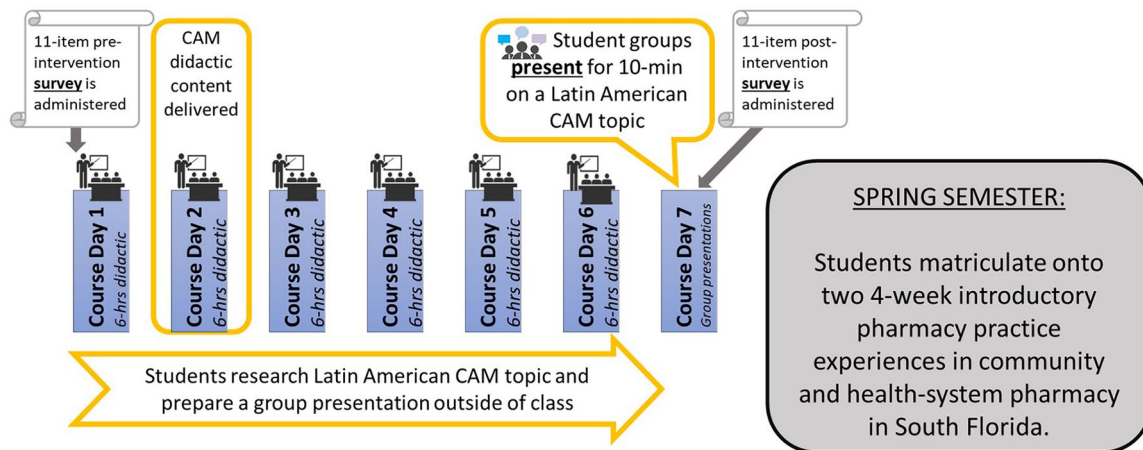 11-item pre-
intervention
survey is
administered
CAM
didactic
content
delivered
Student groups
present for 10-min
on a Latin American
CAM topic
11-item post-
intervention
survey is
administered
Course Day 1
6-hrs didactic
Course Day 2
6-hrs didactic
Course Day 3
6-hrs didactic
Course Day 4
6-hrs didactic
Course Day 5
6-hrs didactic
Course Day 6
6-hrs didactic
Course Day 7
Group presentations
Students research Latin American CAM topic and
prepare a group presentation outside of class
SPRING SEMESTER:
Students matriculate onto
two 4-week introductory
pharmacy practice
experiences in community
and health-system pharmacy
in South Florida.